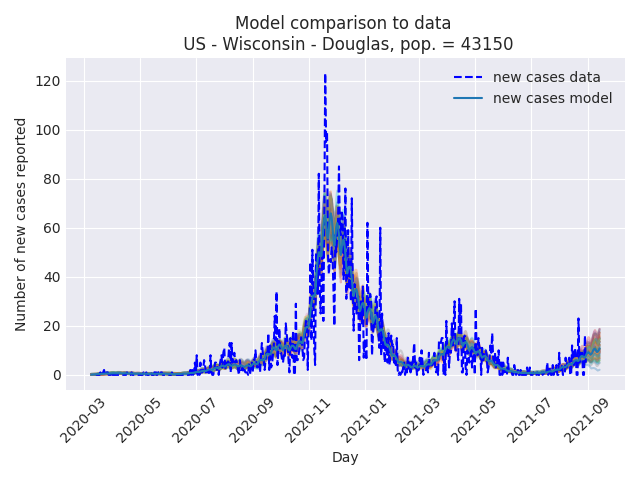 Model comparison to data
US - Wisconsin - Douglas, pop. = 43150
Number of new cases reported
120
100
80
60
40
20
0
new cases data
new cases model
2020-03
2020-05
2020-07
2020-09
2020-11
2021-01
2021-03
2021-05
2021-07
2021-09
Day